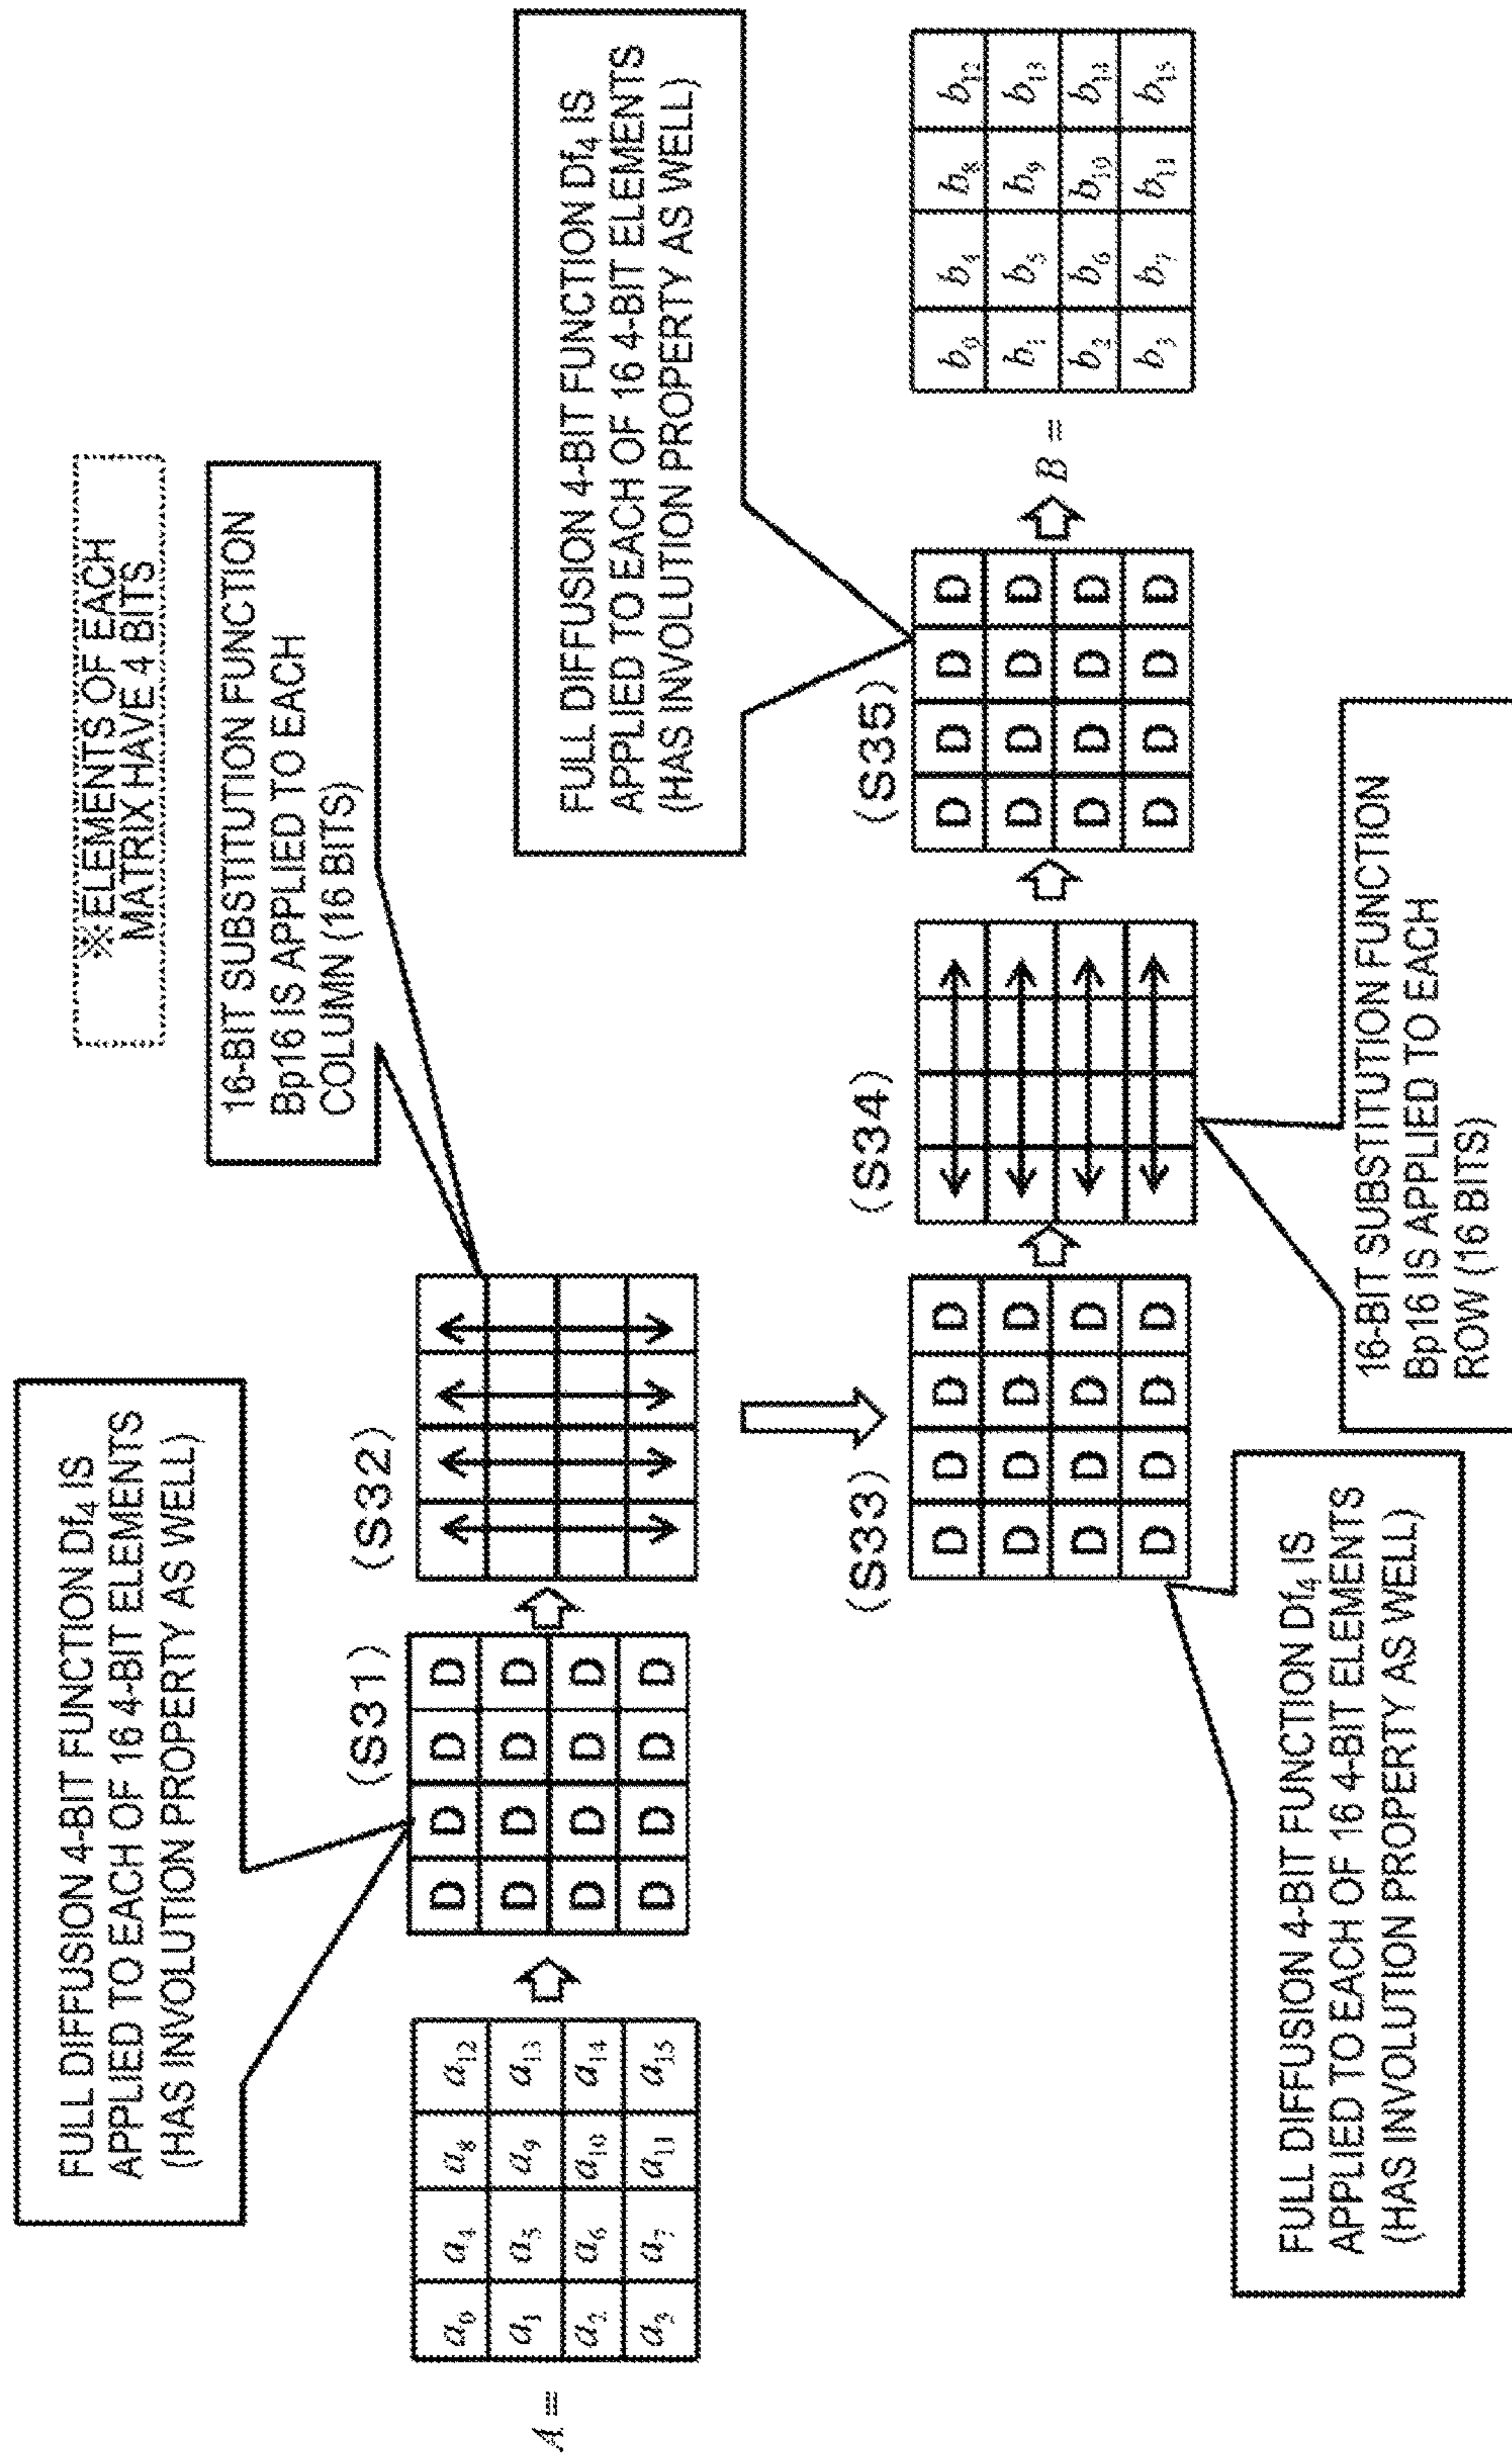 ※ELEMENTS OF EACH
MATRIX HAVE 4 BITS
FULL DIFFUSION 4-BIT FUNCTION Df₄ IS
APPLIED TO EACH OF 16 4-BIT ELEMENTS
(HAS INVOLUTION PROPERTY AS WELL)
16-BIT SUBSTITUTION FUNCTION
Bp16 IS APPLIED TO EACH
COLUMN (16 BITS)
(S31)
(S32)
A =
a₀ a₄ a₈ a₁₂
a₁ a₅ a₉ a₁₃
a₂ a₆ a₁₀ a₁₄
a₃ a₇ a₁₁ a₁₅
D D D D
D D D D
D D D D
D D D D
FULL DIFFUSION 4-BIT FUNCTION Df₄ IS
APPLIED TO EACH OF 16 4-BIT ELEMENTS
(HAS INVOLUTION PROPERTY AS WELL)
(S33)
(S34)
(S35)
D D D D
D D D D
D D D D
D D D D
D D D D
D D D D
D D D D
D D D D
B =
b₀ b₄ b₈ b₁₂
b₁ b₅ b₉ b₁₃
b₂ b₆ b₁₀ b₁₄
b₃ b₇ b₁₁ b₁₅
FULL DIFFUSION 4-BIT FUNCTION Df₄ IS
APPLIED TO EACH OF 16 4-BIT ELEMENTS
(HAS INVOLUTION PROPERTY AS WELL)
16-BIT SUBSTITUTION FUNCTION
Bp16 IS APPLIED TO EACH
ROW (16 BITS)